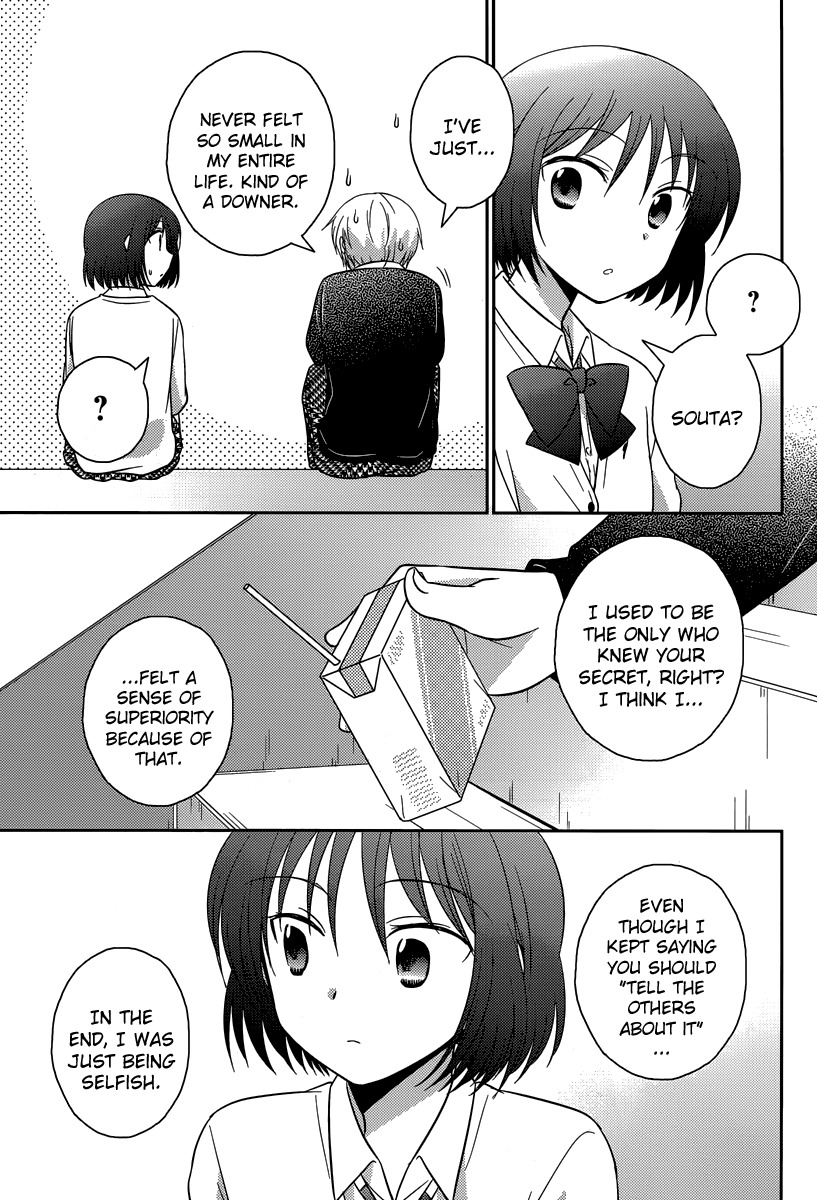 ?
SOUTA?
I'VE
JUST...
NEVER FELT
SO SMALL IN
MY ENTIRE
LIFE. KIND OF
A DOWNER.
?
I USED TO BE
THE ONLY WHO
KNEW YOUR
SECRET, RIGHT?
I THINK I...
...FELT A
SENSE OF
SUPERIORITY
BECAUSE OF
THAT.
EVEN
THOUGH I
KEPT SAYING
YOU SHOULD
"TELL THE
OTHERS
ABOUT IT"
...
IN THE
END, I WAS
JUST BEING
SELFISH.